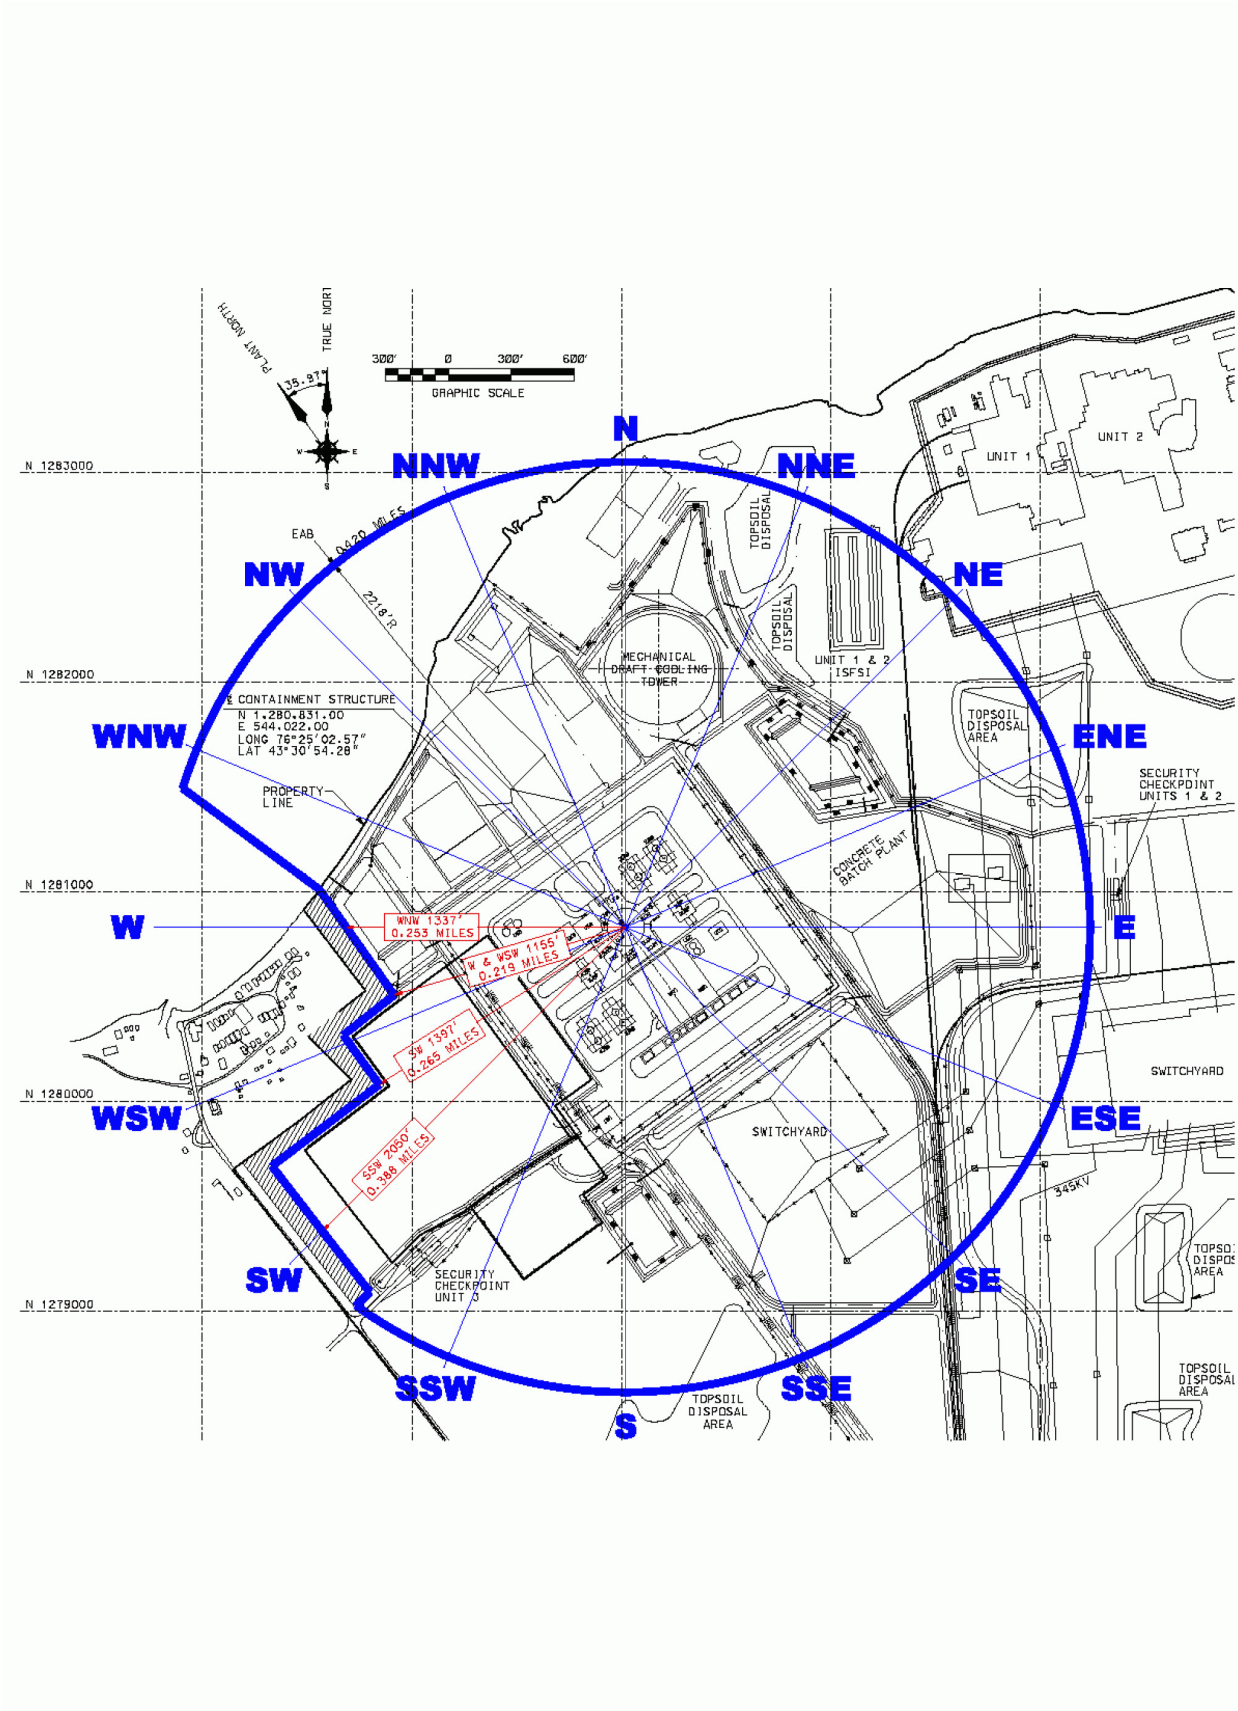 PLANT NORTH
TRUE NORT
35.97°
N
W
E
S
300' 0 300' 600'
GRAPHIC SCALE
N
NNW
NNE
N 1283000
UNIT 2
UNIT 1
EAB
0.420 MILES
2218'R
TOPSOIL
DISPOSAL
NW
NE
TOPSOIL
DISPOSAL
MECHANICAL
DRAFT COOLING
TOWER
UNIT 1 & 2
ISFSI
N 1282000
CONTAINMENT STRUCTURE
N 1.280.831.00
E 544.022.00
LONG 76°25'02.57"
LAT 43°30'54.28"
TOPSOIL
DISPOSAL
AREA
WNW
ENE
PROPERTY
LINE
SECURITY
CHECKPOINT
UNITS 1 & 2
CONCRETE
BATCH PLANT
N 1281000
WNW 1337'
0.253 MILES
W
E
W & WSW 1155'
0.219 MILES
SW 1397'
0.265 MILES
SWITCHYARD
N 1280000
WSW
ESE
SWITCHYARD
SSW 2050'
0.388 MILES
345KV
SW
SE
SECURITY
CHECKPOINT
UNIT 3
TOPSO
DISPOS
AREA
N 1279000
SSW
SSE
S
TOPSOIL
DISPOSAL
AREA
TOPSOIL
DISPOSAL
AREA